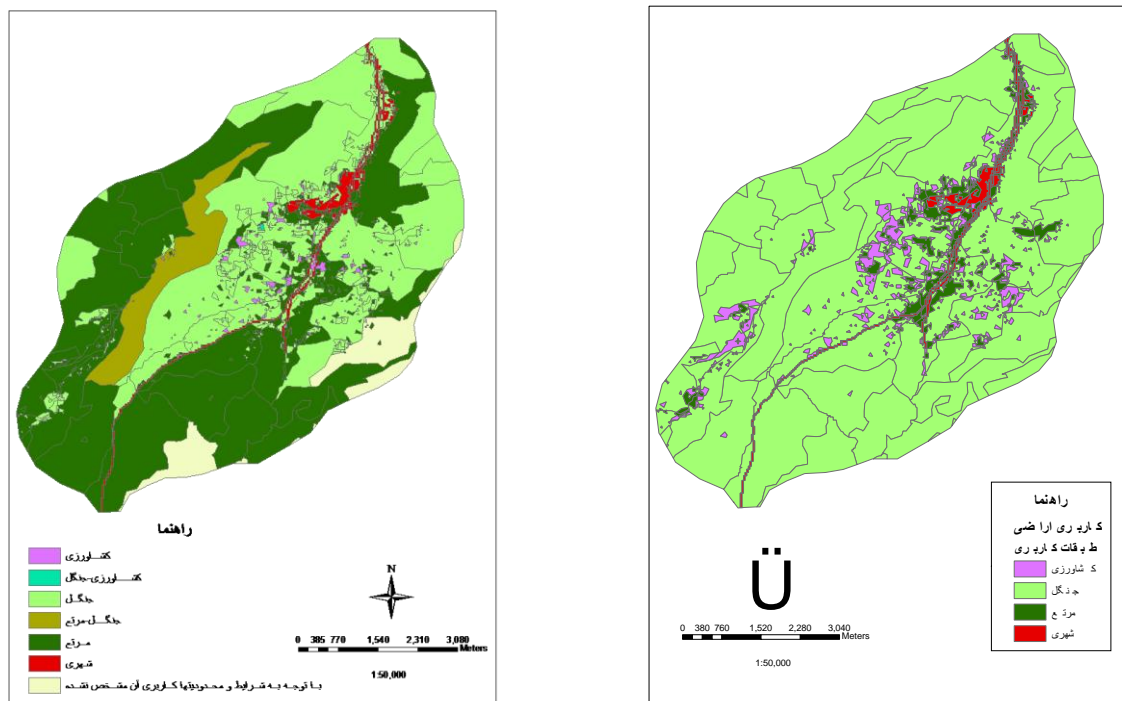 راهنما
کشاورزی
کشاورزی-جنگل
جنگل
جنگل-مرتع
مرتع
شهری
با توجه به شرایط و محدودیتها کاربری آن مشخص نشده
N
0 385 770 1,540 2,310 3,080
Meters
1:50,000
راهنما
کاربری اراضی
طبقات کاربری
کشاورزی
جنگل
مرتع
شهری
Ü
0 380 760 1,520 2,280 3,040
Meters
1:50,000